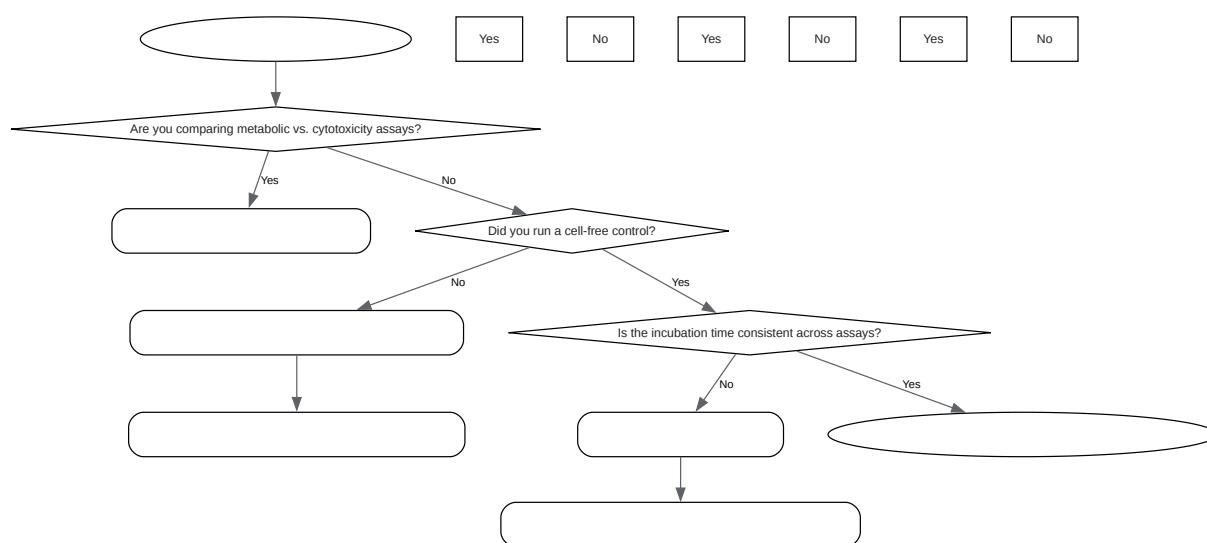 Yes
No
Yes
No
Yes
No
Are you comparing metabolic vs. cytotoxicity assays?
Yes
No
Did you run a cell-free control?
No
Yes
Is the incubation time consistent across assays?
No
Yes